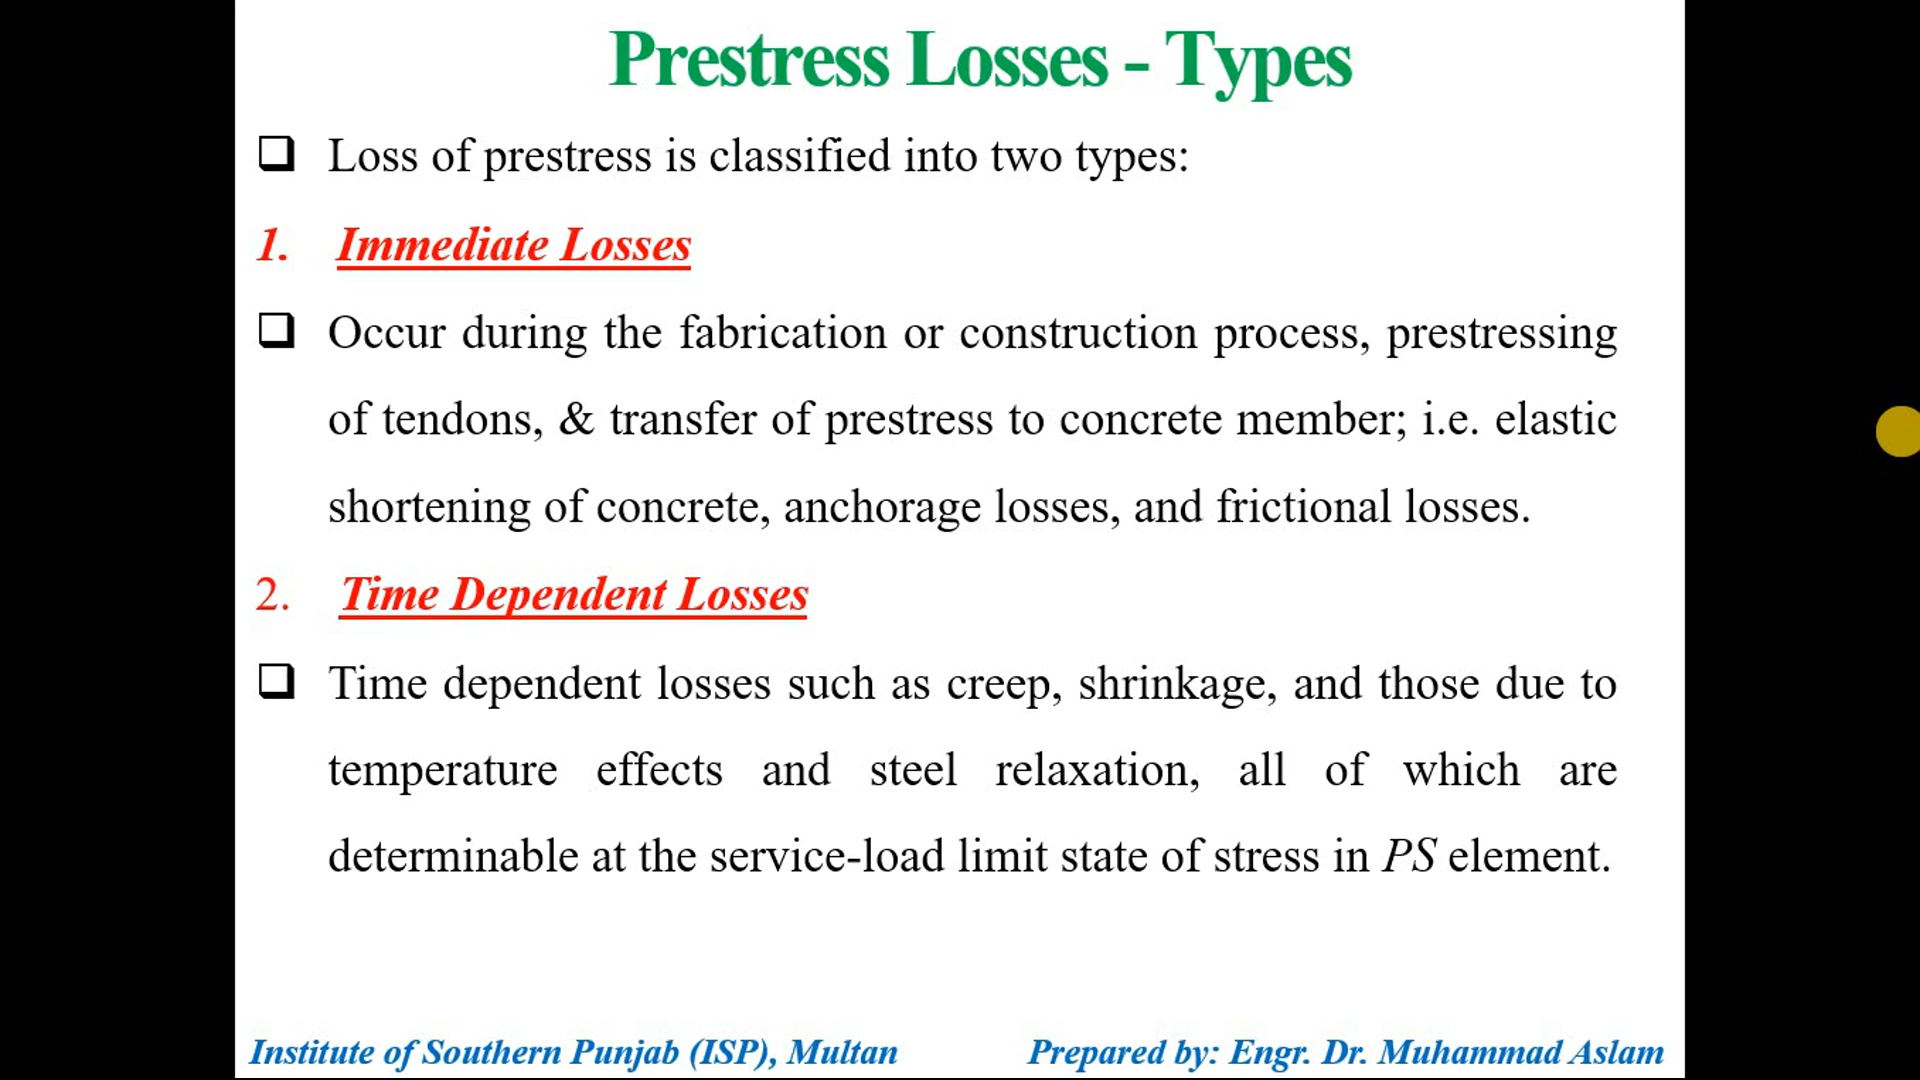 Prestress Losses - Types
Loss of prestress is classified into two types:
1. Immediate Losses
Occur during the fabrication or construction process, prestressing
of tendons, & transfer of prestress to concrete member; i.e. elastic
shortening of concrete, anchorage losses, and frictional losses.
2. Time Dependent Losses
Time dependent losses such as creep, shrinkage, and those due to
temperature effects and steel relaxation, all of which are
determinable at the service-load limit state of stress in PS element.
Institute of Southern Punjab (ISP), Multan Prepared by: Engr. Dr. Muhammad Aslam